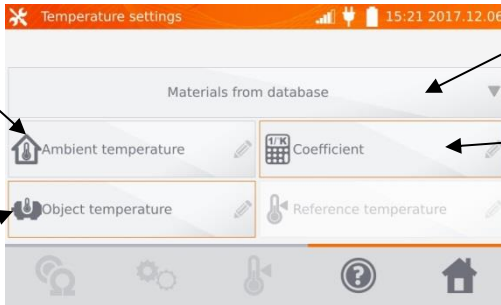 Temperature settings 15:21 2017.12.06
Materials from database
Ambient temperature
1/°K
Coefficient
Object temperature
Reference temperature
?